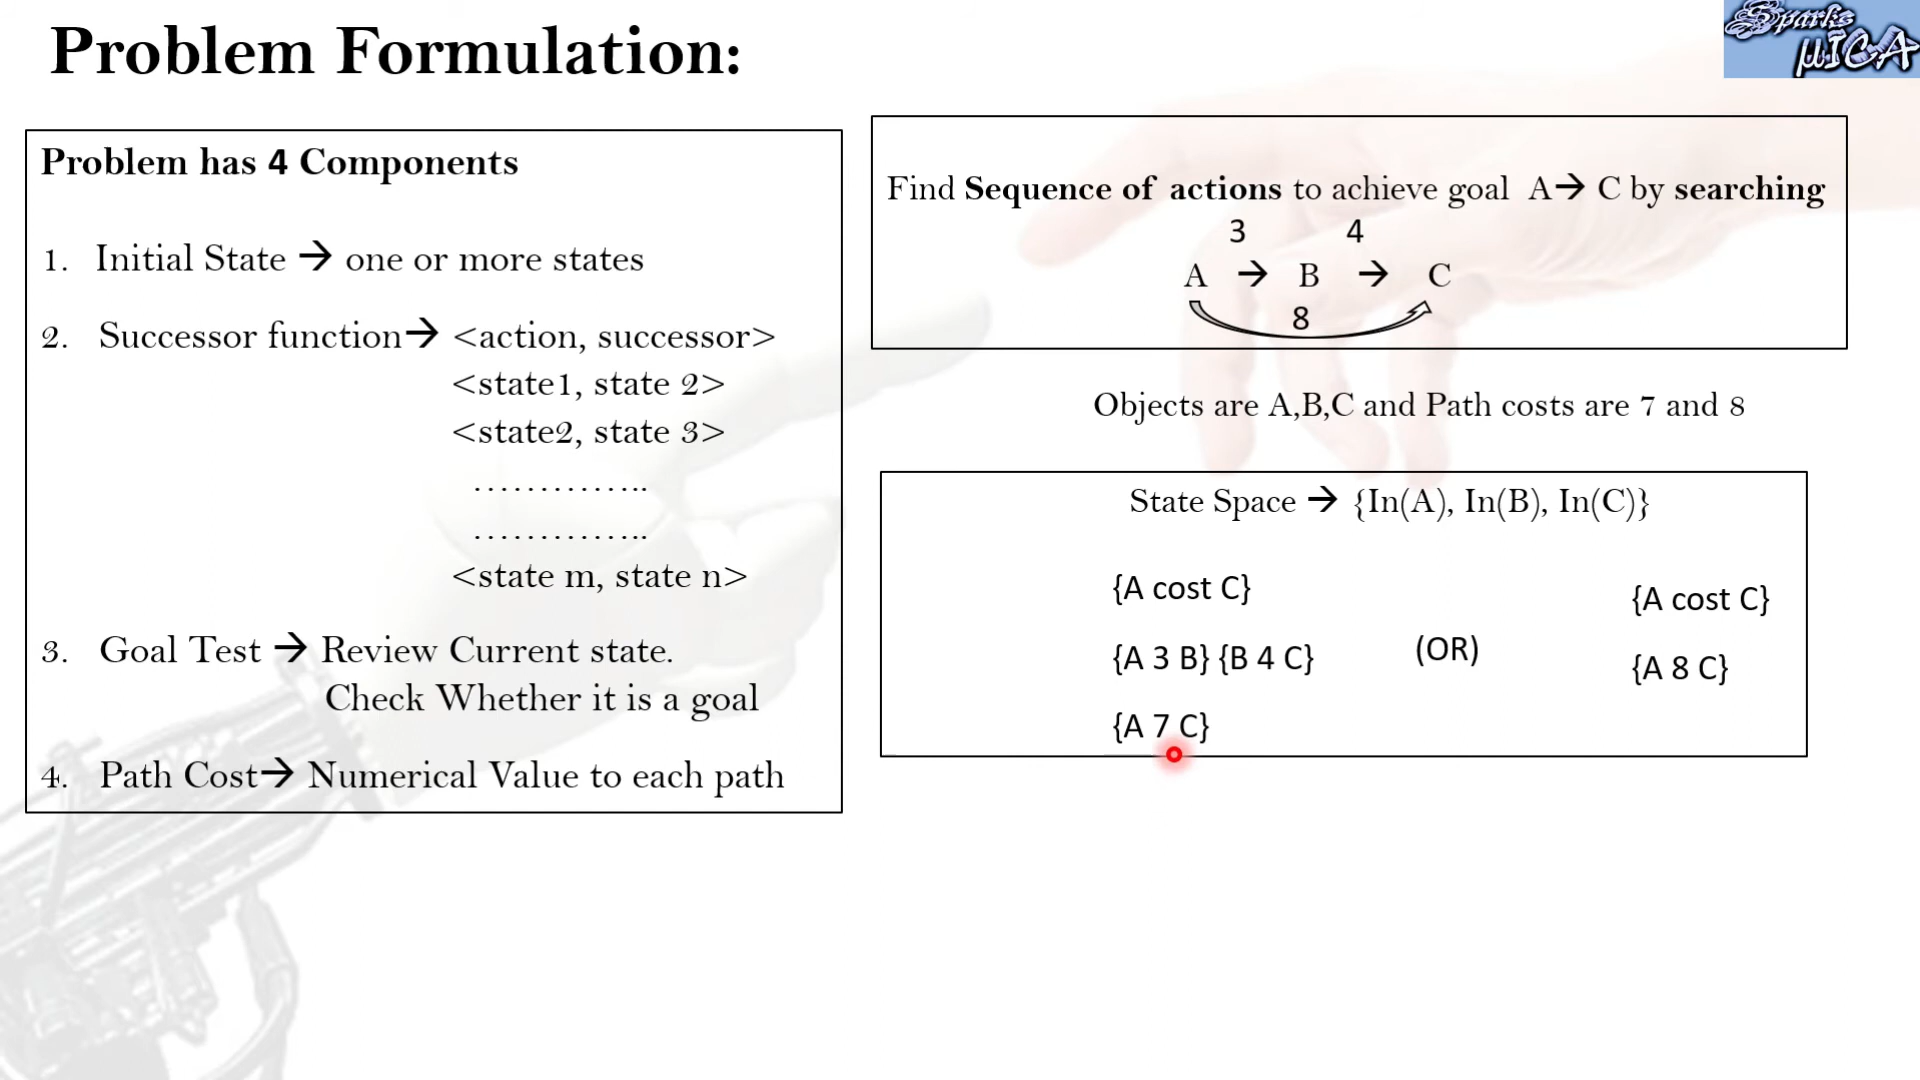 Problem Formulation:
Sparks
µICA
Problem has 4 Components
1. Initial State → one or more states
2. Successor function→ <action, successor>
<state1, state 2>
<state2, state 3>
…………..
…………..
<state m, state n>
3. Goal Test → Review Current state.
Check Whether it is a goal
4. Path Cost→ Numerical Value to each path
Find Sequence of actions to achieve goal A→ C by searching
3 4
A → B → C
8
Objects are A,B,C and Path costs are 7 and 8
State Space → {In(A), In(B), In(C)}
{A cost C}
{A 3 B} {B 4 C}
{A 7 C}
(OR)
{A cost C}
{A 8 C}